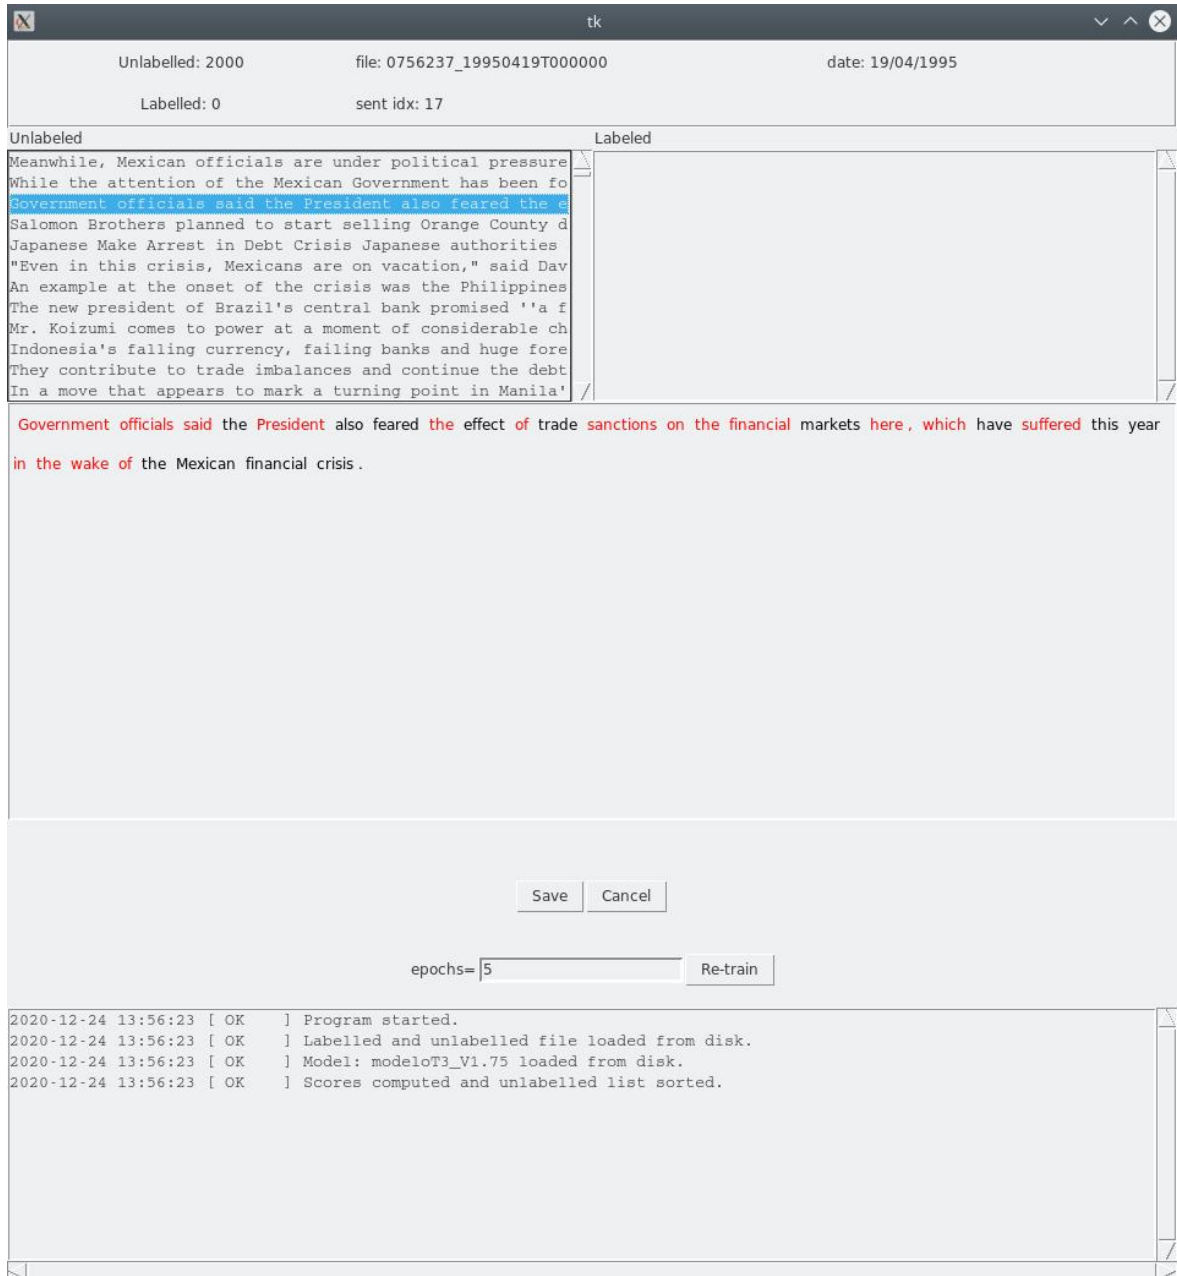 tk
Unlabelled: 2000 file: 0756237_19950419T000000 date: 19/04/1995
Labelled: 0 sent idx: 17
Unlabeled Labeled
Meanwhile, Mexican officials are under political pressure
While the attention of the Mexican Government has been fo
Government officials said the President also feared the e
Salomon Brothers planned to start selling Orange County d
Japanese Make Arrest in Debt Crisis Japanese authorities
"Even in this crisis, Mexicans are on vacation," said Dav
An example at the onset of the crisis was the Philippines
The new president of Brazil's central bank promised ''a f
Mr. Koizumi comes to power at a moment of considerable ch
Indonesia's falling currency, failing banks and huge fore
They contribute to trade imbalances and continue the debt
In a move that appears to mark a turning point in Manila'
Government officials said the President also feared the effect of trade sanctions on the financial markets here , which have suffered this year
in the wake of the Mexican financial crisis .
Save Cancel
epochs= 5 Re-train
2020-12-24 13:56:23 [ OK ] Program started.
2020-12-24 13:56:23 [ OK ] Labelled and unlabelled file loaded from disk.
2020-12-24 13:56:23 [ OK ] Model: modeloT3_V1.75 loaded from disk.
2020-12-24 13:56:23 [ OK ] Scores computed and unlabelled list sorted.